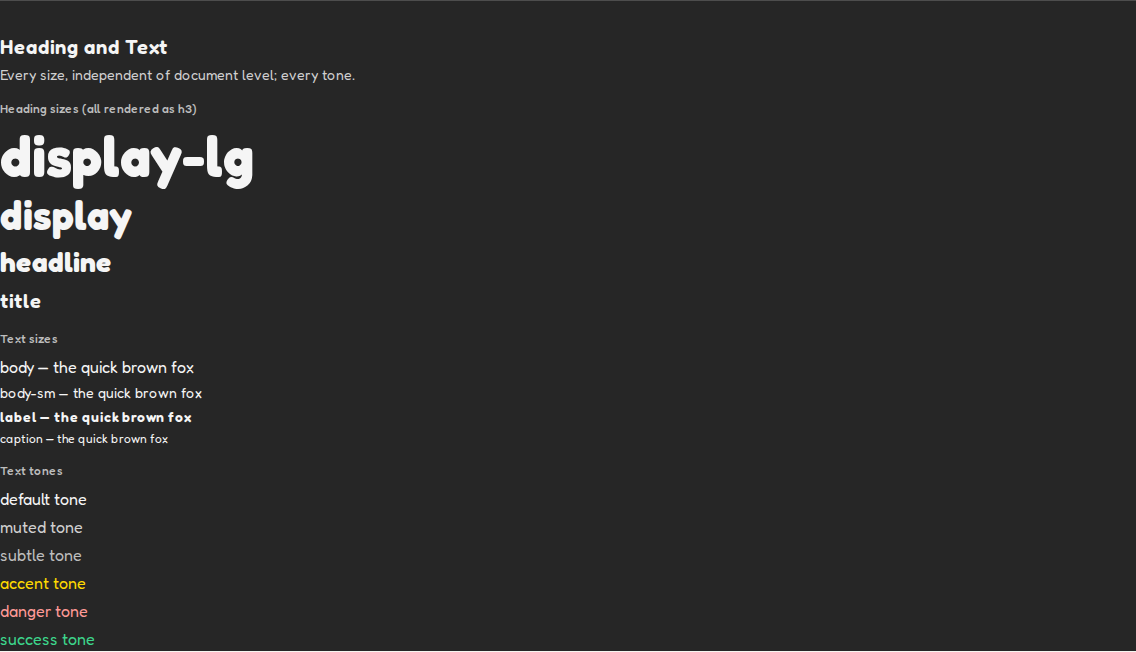 Heading and Text
Every size, independent of document level; every tone.
Heading sizes (all rendered as h3)
display-lg
display
headline
title
Text sizes
body — the quick brown fox
body-sm — the quick brown fox
label — the quick brown fox
caption — the quick brown fox
Text tones
default tone
muted tone
subtle tone
accent tone
danger tone
success tone